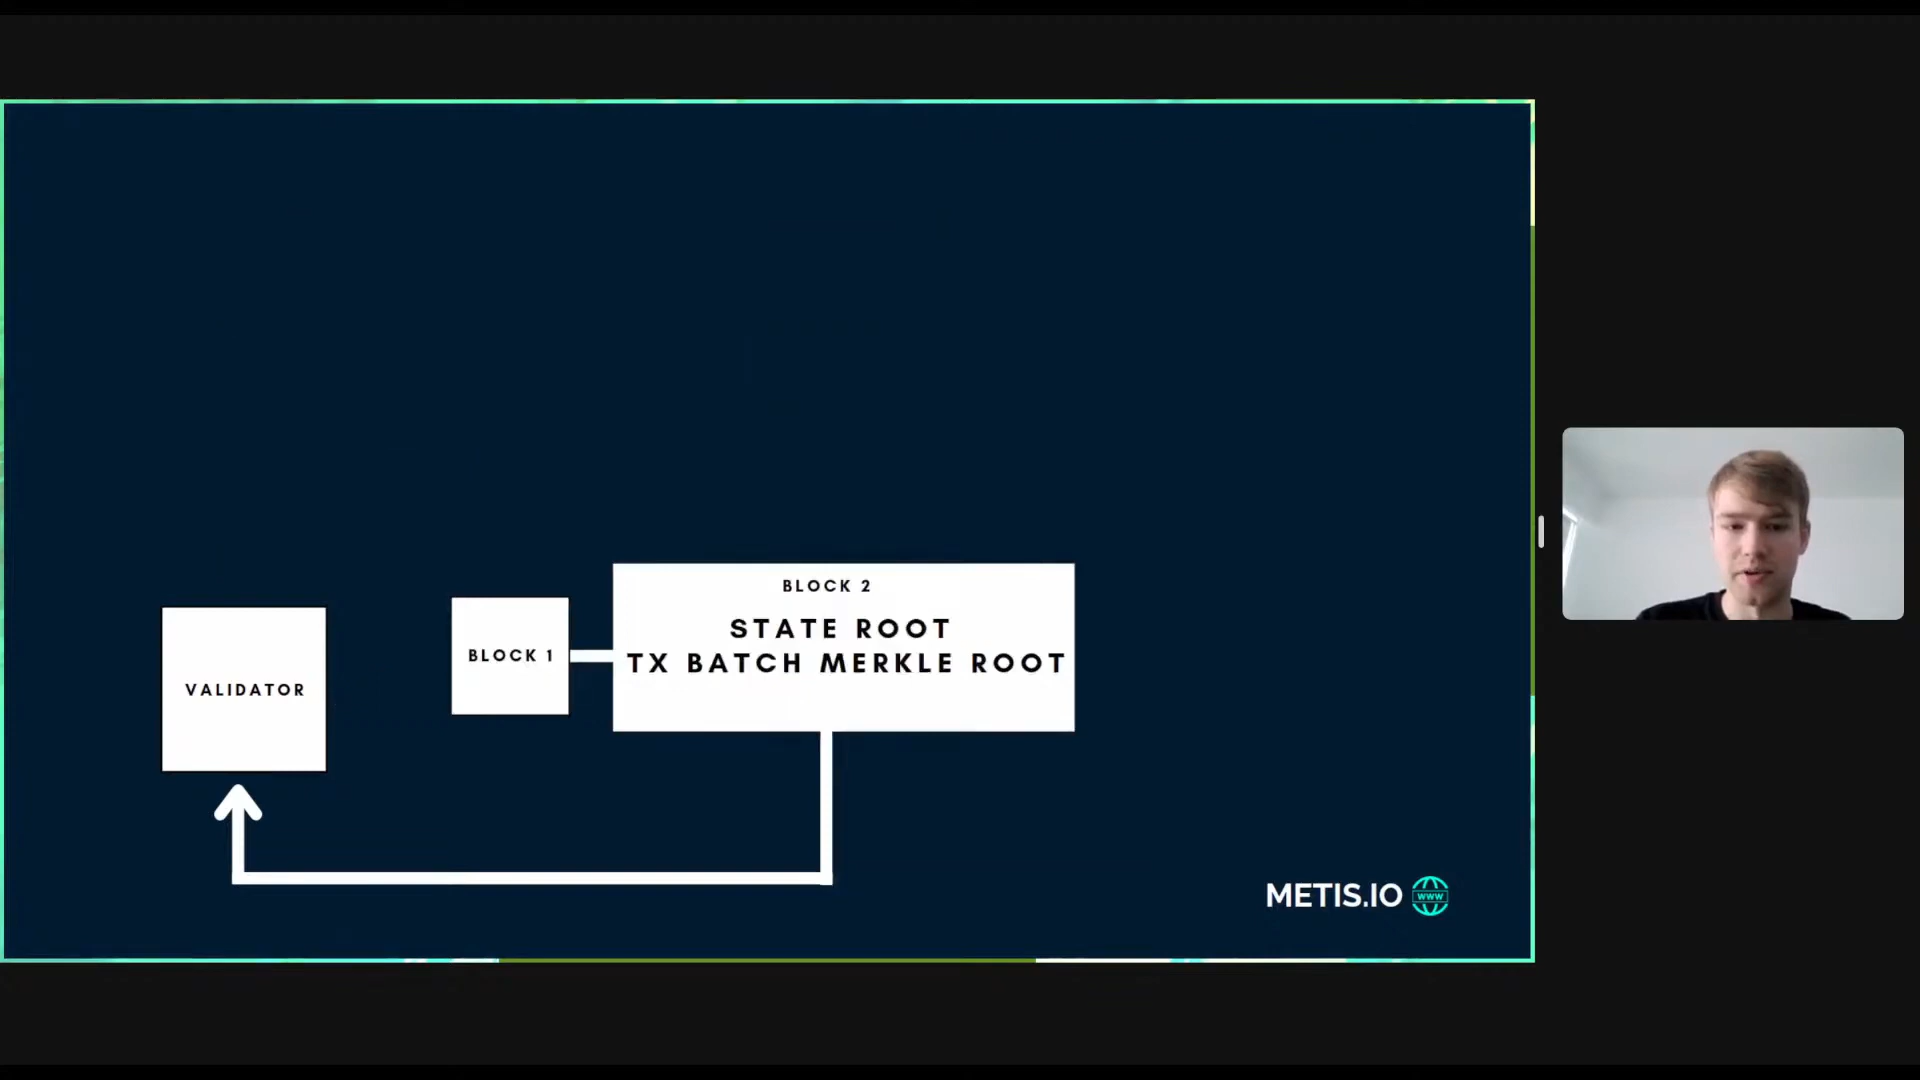 BLOCK 2
STATE ROOT
TX BATCH MERKLE ROOT
BLOCK 1
VALIDATOR
METIS.IO
WWW